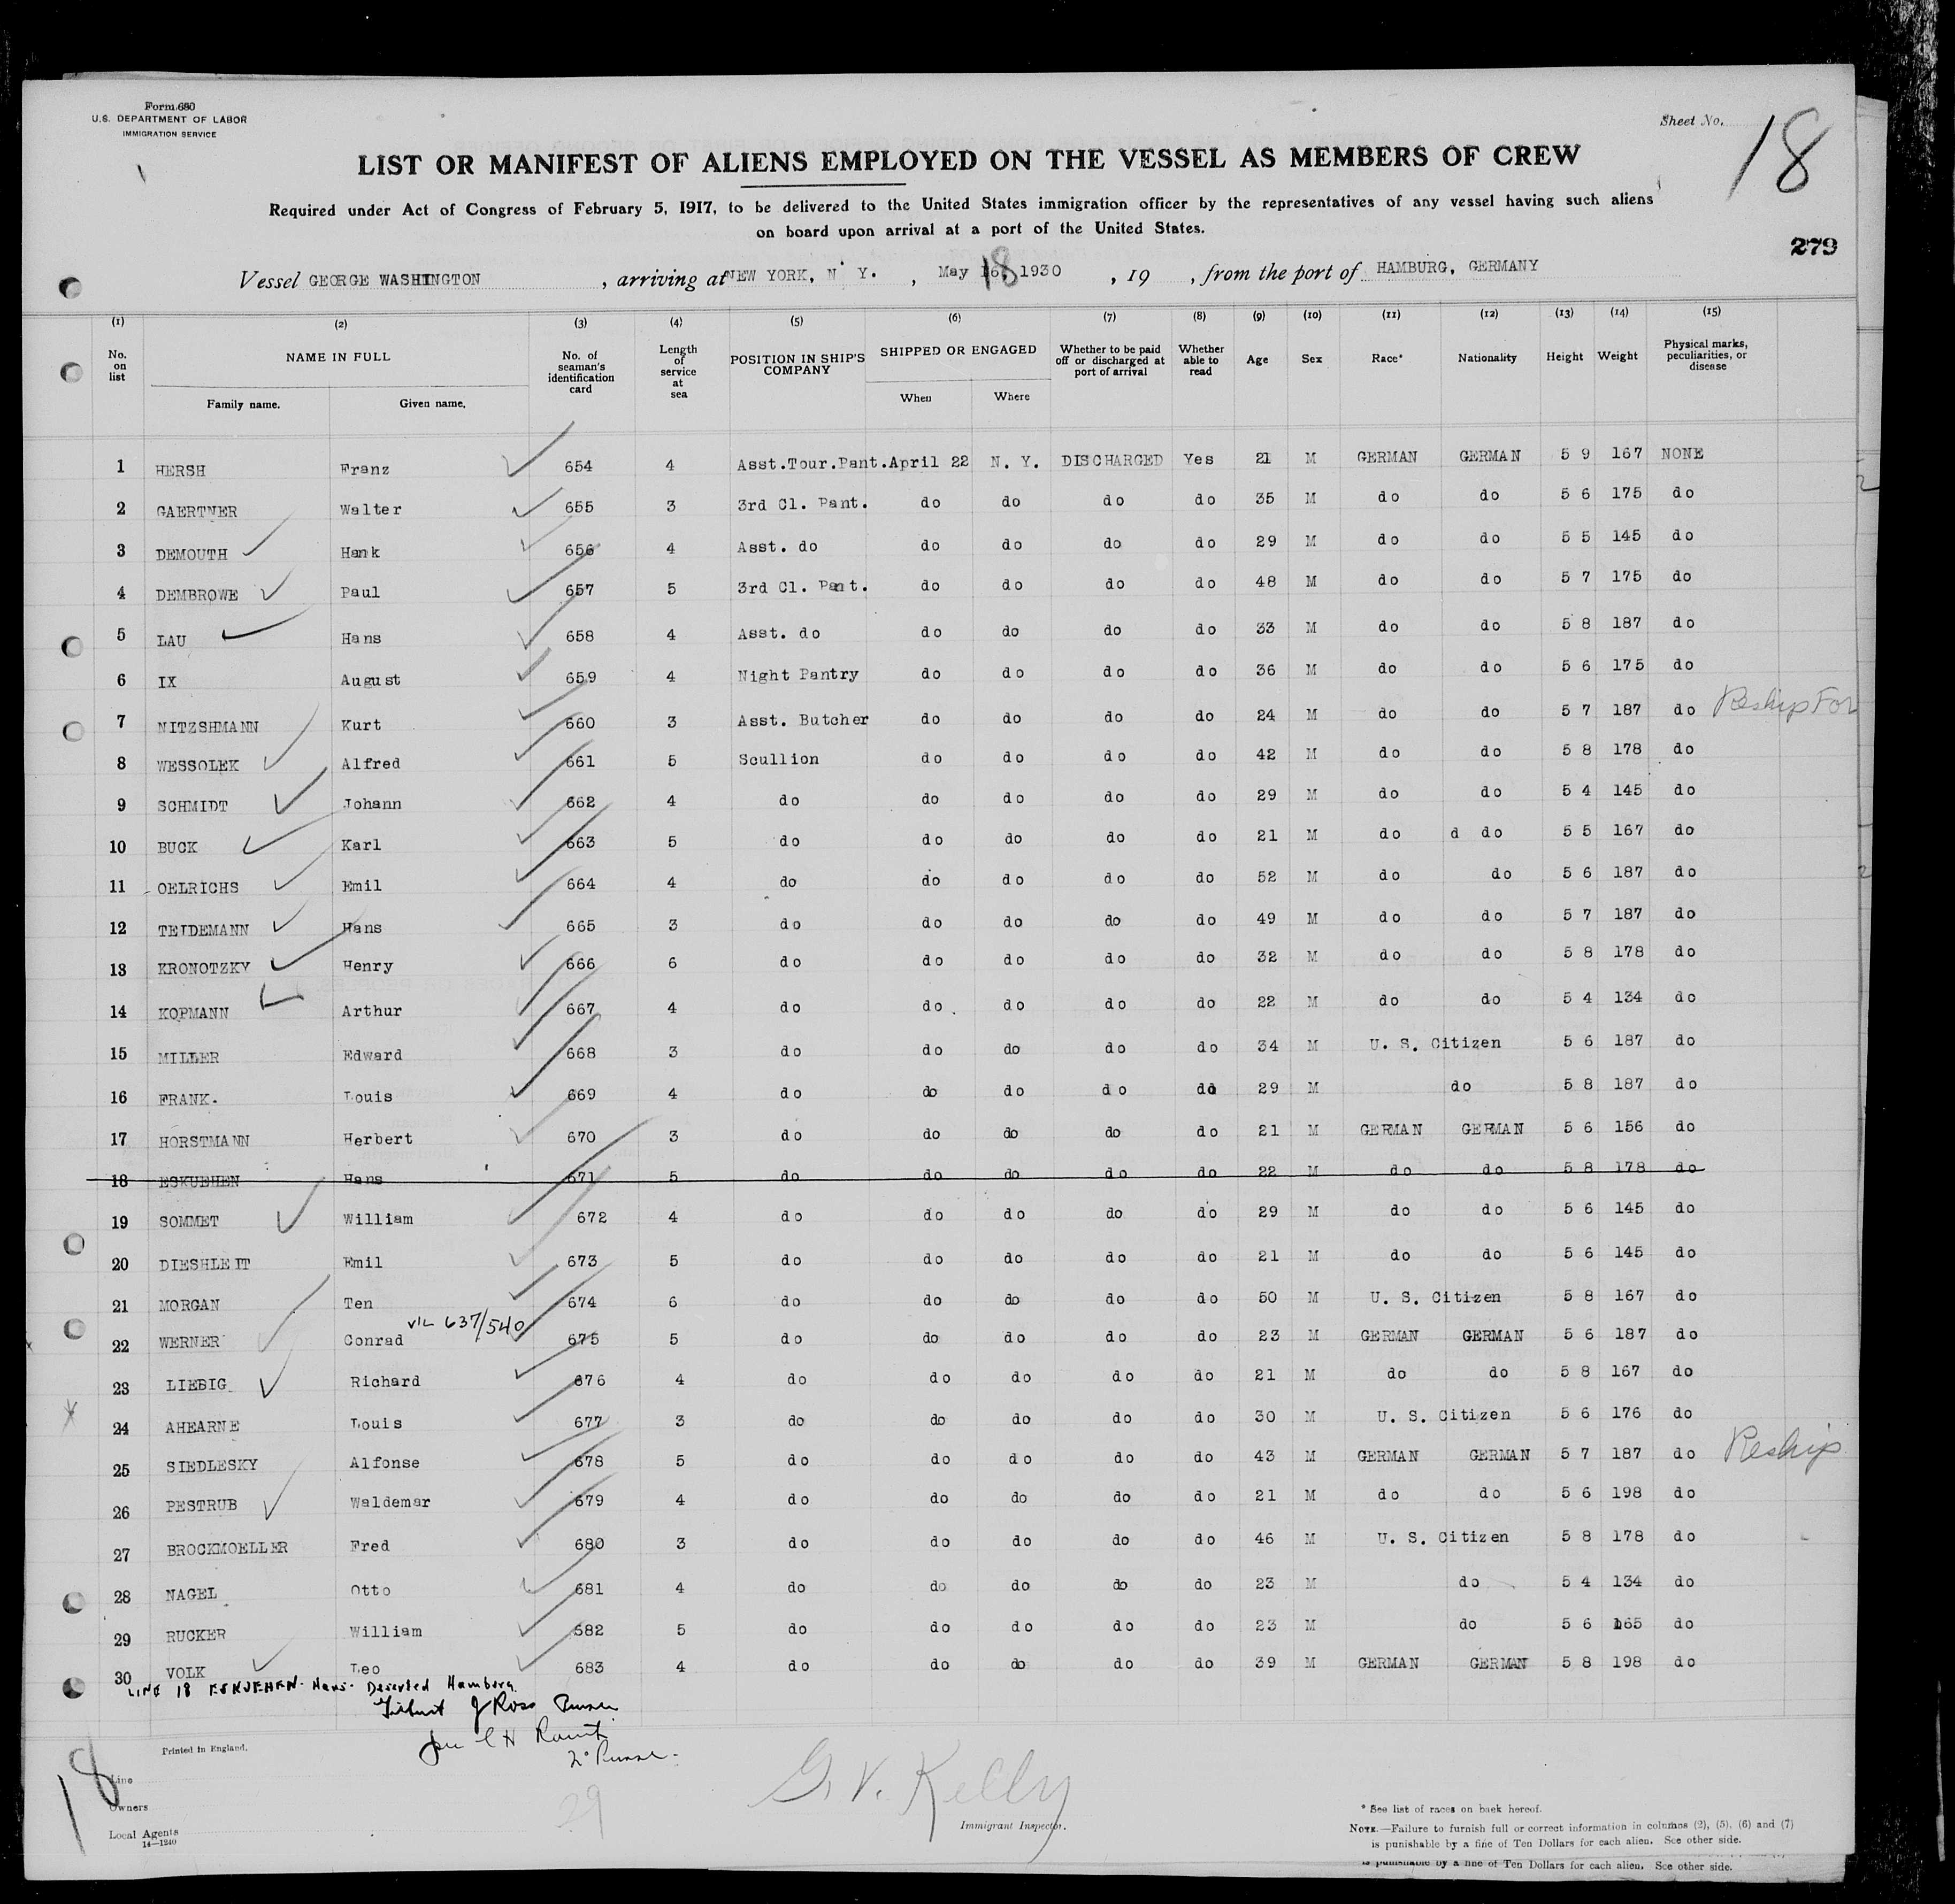 Form 680
U.S. DEPARTMENT OF LABOR
IMMIGRATION SERVICE
Sheet No. 18
LIST OR MANIFEST OF ALIENS EMPLOYED ON THE VESSEL AS MEMBERS OF CREW
Required under Act of Congress of February 5, 1917, to be delivered to the United States immigration officer by the representatives of any vessel having such aliens
on board upon arrival at a port of the United States.
279
Vessel GEORGE WASHINGTON, arriving at NEW YORK, N Y., May 18, 1930, 19, from the port of HAMBURG, GERMANY
(1) (2) (3) (4) (5) (6) (7) (8) (9) (10) (11) (12) (13) (14) (15)
No. on list NAME IN FULL Family name. Given name. No. of seaman's identification card Length of service at sea POSITION IN SHIP'S COMPANY SHIPPED OR ENGAGED When Where Whether to be paid off or discharged at port of arrival Whether able to read Age Sex Race* Nationality Height Weight Physical marks, peculiarities, or disease
1 HERSH Franz 654 4 Asst.Tour.Pant. April 22 N. Y. DISCHARGED Yes 21 M GERMAN GERMAN 5 9 167 NONE
2 GAERTNER Walter 655 3 3rd Cl. Pant. do do do do 35 M do do 5 6 175 do
3 DEMOUTH Hank 656 4 Asst. do do do do do 29 M do do 5 5 145 do
4 DEMBROWE Paul 657 5 3rd Cl. Pant. do do do do 48 M do do 5 7 175 do
5 LAU Hans 658 4 Asst. do do do do do 33 M do do 5 8 187 do
6 IX August 659 4 Night Pantry do do do do 36 M do do 5 6 175 do
7 NITZSHMANN Kurt 660 3 Asst. Butcher do do do do 24 M do do 5 7 187 do Reship For
8 WESSOLEK Alfred 661 5 Scullion do do do do 42 M do do 5 8 178 do
9 SCHMIDT Johann 662 4 do do do do do 29 M do do 5 4 145 do
10 BUCK Karl 663 5 do do do do do 21 M do d do 5 5 167 do
11 OELRICHS Emil 664 4 do do do do do 52 M do do 5 6 187 do
12 TEIDEMANN Hans 665 3 do do do do do 49 M do do 5 7 187 do
13 KRONOTZKY Henry 666 6 do do do do do 32 M do do 5 8 178 do
14 KOPMANN Arthur 667 4 do do do do do 22 M do do 5 4 134 do
15 MILLER Edward 668 3 do do do do do 34 M U. S. Citizen 5 6 187 do
16 FRANK. Louis 669 4 do do do do do 29 M do 5 8 187 do
17 HORSTMANN Herbert 670 3 do do do do do 21 M GERMAN GERMAN 5 6 156 do
18 ESKUEHEN Hans 671 5 do do do do do 22 M do do 5 8 178 do
19 SOMMET William 672 4 do do do do do 29 M do do 5 6 145 do
20 DIESHLEIT Emil 673 5 do do do do do 21 M do do 5 6 145 do
21 MORGAN Ten 674 6 do do do do do 50 M U. S. Citizen 5 8 167 do
22 WERNER Conrad V/L 637/540 675 5 do do do do do 23 M GERMAN GERMAN 5 6 187 do
23 LIEBIG Richard 676 4 do do do do do 21 M do do 5 8 167 do
24 AHEARNE Louis 677 3 do do do do do 30 M U. S. Citizen 5 6 176 do
25 SIEDLESKY Alfonse 678 5 do do do do do 43 M GERMAN GERMAN 5 7 187 do Reship
26 PESTRUB Waldemar 679 4 do do do do do 21 M do do 5 6 198 do
27 BROCKMOELLER Fred 680 3 do do do do do 46 M U. S. Citizen 5 8 178 do
28 NAGEL Otto 681 4 do do do do do 23 M do 5 4 134 do
29 RUCKER William 682 5 do do do do do 23 M do 5 6 165 do
30 VOLK Leo 683 4 do do do do do 39 M GERMAN GERMAN 5 8 198 do
LINE 18 ESKUEHEN - Hans - Deserted Hamburg.
J Ross Purser
2° Purser
Printed in England.
18
Line
Owners
Local Agents
14—1240
29
G. V. Kelly
Immigrant Inspector.
* See list of races on back hereof.
NOTE.—Failure to furnish full or correct information in columns (2), (5), (6) and (7)
is punishable by a fine of Ten Dollars for each alien. See other side.
is punishable by a fine of Ten Dollars for each alien. See other side.